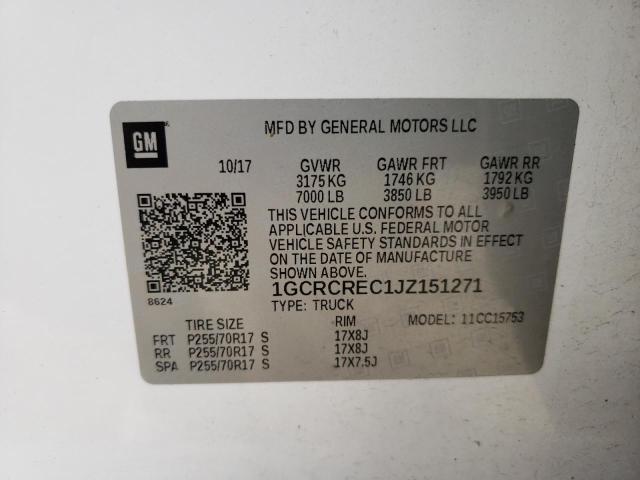 GM
MFD BY GENERAL MOTORS LLC
10/17 GVWR GAWR FRT GAWR RR
3175 KG 1746 KG 1792 KG
7000 LB 3850 LB 3950 LB
THIS VEHICLE CONFORMS TO ALL
APPLICABLE U.S. FEDERAL MOTOR
VEHICLE SAFETY STANDARDS IN EFFECT
ON THE DATE OF MANUFACTURE
SHOWN ABOVE.
1GCRCREC1JZ151271
8624
TYPE: TRUCK
TIRE SIZE RIM MODEL: 11CC15753
FRT P255/70R17 S 17X8J
RR P255/70R17 S 17X8J
SPA P255/70R17 S 17X7.5J